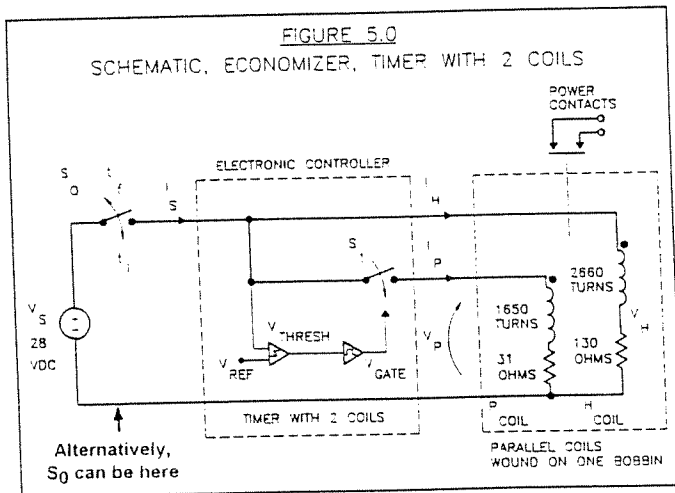 FIGURE 5.0
SCHEMATIC, ECONOMIZER, TIMER WITH 2 COILS
POWER
CONTACTS
ELECTRONIC CONTROLLER
S
I S
I H
I P
S 1
V S
28
VDC
V THRESH
V REF
V GATE
V P
1650
TURNS
31
OHMS
2660
TURNS
V H
130
OHMS
TIMER WITH 2 COILS
P COIL
H COIL
Alternatively,
S0 can be here
PARALLEL COILS
WOUND ON ONE BOBBIN